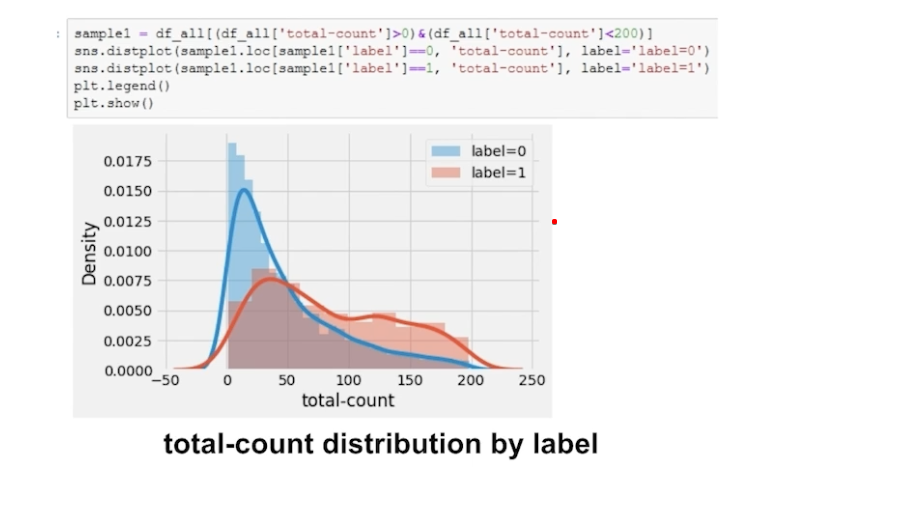 : sample1 = df_all[(df_all['total-count']>0)&(df_all['total-count']<200)]
sns.distplot(sample1.loc[sample1['label']==0, 'total-count'], label='label=0')
sns.distplot(sample1.loc[sample1['label']==1, 'total-count'], label='label=1')
plt.legend()
plt.show()
label=0
label=1
0.0175
0.0150
0.0125
0.0100
0.0075
0.0050
0.0025
0.0000
Density
−50 0 50 100 150 200 250
total-count
total-count distribution by label